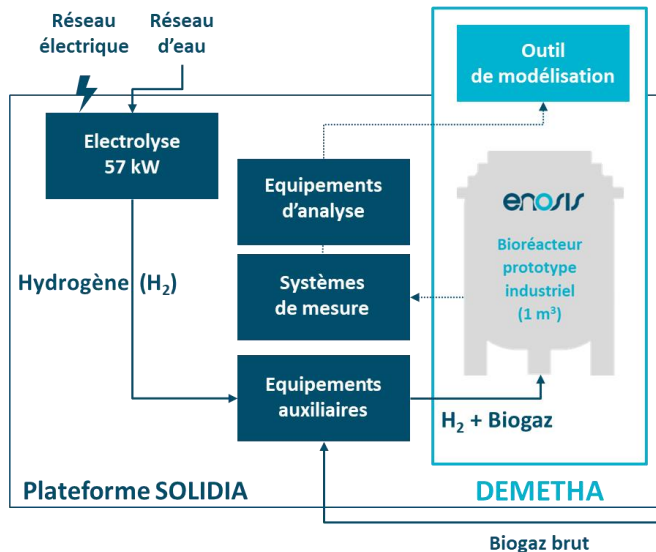 Réseau
électrique
Réseau
d'eau
Outil
de modélisation
Electrolyse
57 kW
Equipements
d'analyse
enosis
Bioréacteur
prototype
industriel
(1 m³)
Hydrogène (H₂)
Systèmes
de mesure
Equipements
auxiliaires
H₂ + Biogaz
Plateforme SOLIDIA
DEMETHA
Biogaz brut